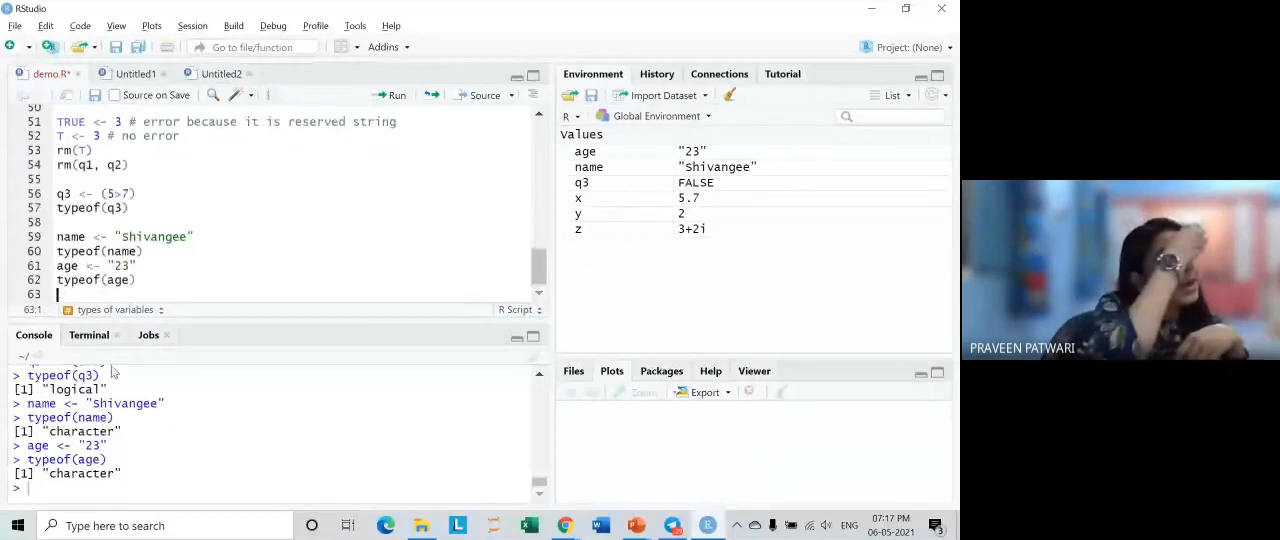 RStudio
File Edit Code View Plots Session Build Debug Profile Tools Help
Go to file/function Addins Project: (None)
demo.R* Untitled1 Untitled2
Source on Save Run Source
50
51 TRUE <- 3 # error because it is reserved string
52 T <- 3 # no error
53 rm(T)
54 rm(q1, q2)
55
56 q3 <- (5>7)
57 typeof(q3)
58
59 name <- "Shivangee"
60 typeof(name)
61 age <- "23"
62 typeof(age)
63
63:1 types of variables R Script
Console Terminal Jobs
~/
> typeof(q3)
[1] "logical"
> name <- "Shivangee"
> typeof(name)
[1] "character"
> age <- "23"
> typeof(age)
[1] "character"
>
Environment History Connections Tutorial
Import Dataset List
R Global Environment
Values
age "23"
name "Shivangee"
q3 FALSE
x 5.7
y 2
z 3+2i
Files Plots Packages Help Viewer
Zoom Export
PRAVEEN PATWARI
Type here to search
ENG
07:17 PM
06-05-2021
3